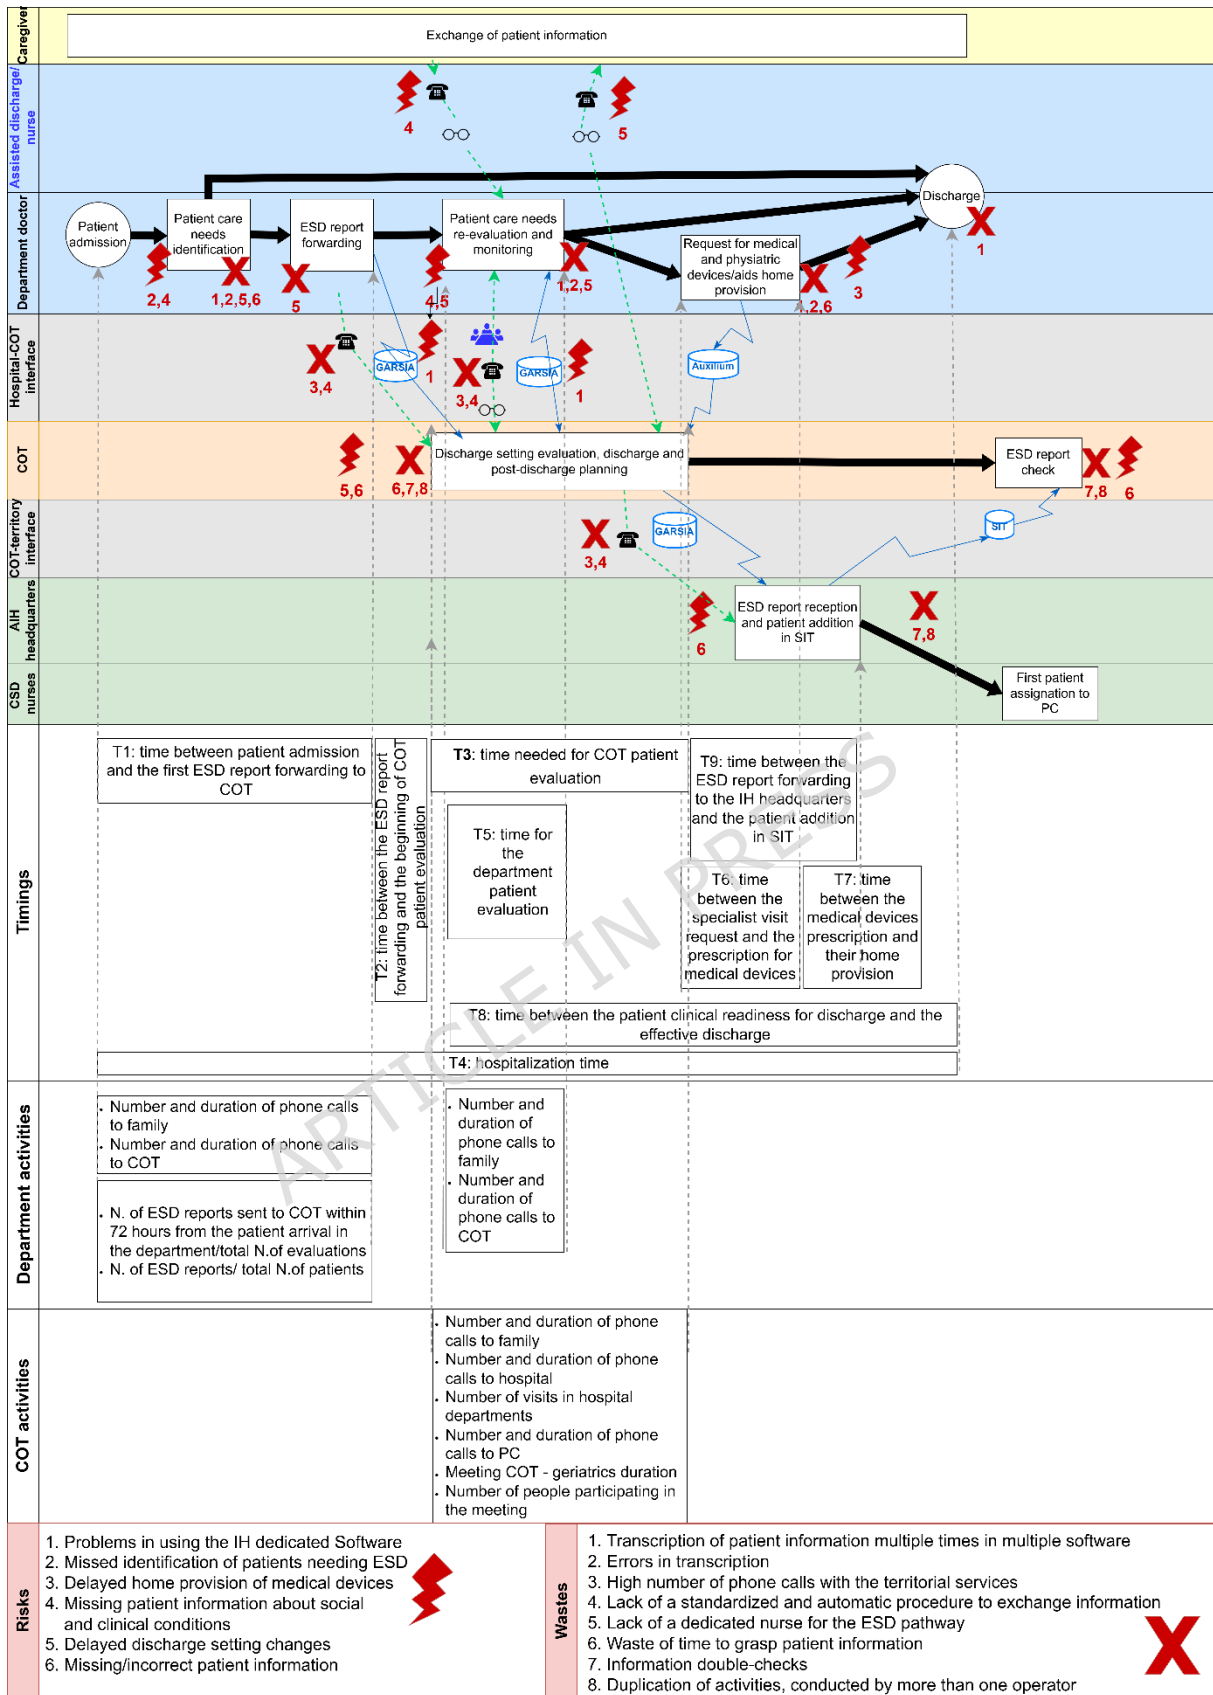 Caregiver
Exchange of patient information
Assisted discharge/
nurse
4
5
Department doctor
Patient
admission
Patient care
needs
identification
ESD report
forwarding
Patient care needs
re-evaluation and
monitoring
Request for medical
and physiatric
devices/aids home
provision
Discharge
1
2,4
1,2,5,6
5
4,5
1,2,5
1,2,6
3
Hospital-COT
interface
3,4
GARSIA
1
3,4
GARSIA
1
Auxilium
COT
5,6
6,7,8
Discharge setting evaluation, discharge and
post-discharge planning
ESD report
check
7,8
6
COT-territory
interface
3,4
GARSIA
SIT
AIH
headquarters
6
ESD report reception
and patient addition
in SIT
7,8
CSD
nurses
First patient
assignation to
PC
Timings
T1: time between patient admission
and the first ESD report forwarding to
COT
T2: time between the ESD report
forwarding and the beginning of COT
patient evaluation
T3: time needed for COT patient
evaluation
T5: time for
the
department
patient
evaluation
T9: time between the
ESD report forwarding
to the IH headquarters
and the patient addition
in SIT
T6: time
between the
specialist visit
request and the
prescription for
medical devices
T7: time
between the
medical devices
prescription and
their home
provision
T8: time between the patient clinical readiness for discharge and the
effective discharge
T4: hospitalization time
ARTICLE IN PRESS
Department activities
• Number and duration of phone calls
to family
• Number and duration of phone calls
to COT
• N. of ESD reports sent to COT within
72 hours from the patient arrival in
the department/total N.of evaluations
• N. of ESD reports/ total N.of patients
• Number and
duration of
phone calls to
family
• Number and
duration of
phone calls to
COT
COT activities
• Number and duration of phone
calls to family
• Number and duration of phone
calls to hospital
• Number of visits in hospital
departments
• Number and duration of phone
calls to PC
• Meeting COT - geriatrics duration
• Number of people participating in
the meeting
Risks
1. Problems in using the IH dedicated Software
2. Missed identification of patients needing ESD
3. Delayed home provision of medical devices
4. Missing patient information about social
and clinical conditions
5. Delayed discharge setting changes
6. Missing/incorrect patient information
Wastes
1. Transcription of patient information multiple times in multiple software
2. Errors in transcription
3. High number of phone calls with the territorial services
4. Lack of a standardized and automatic procedure to exchange information
5. Lack of a dedicated nurse for the ESD pathway
6. Waste of time to grasp patient information
7. Information double-checks
8. Duplication of activities, conducted by more than one operator